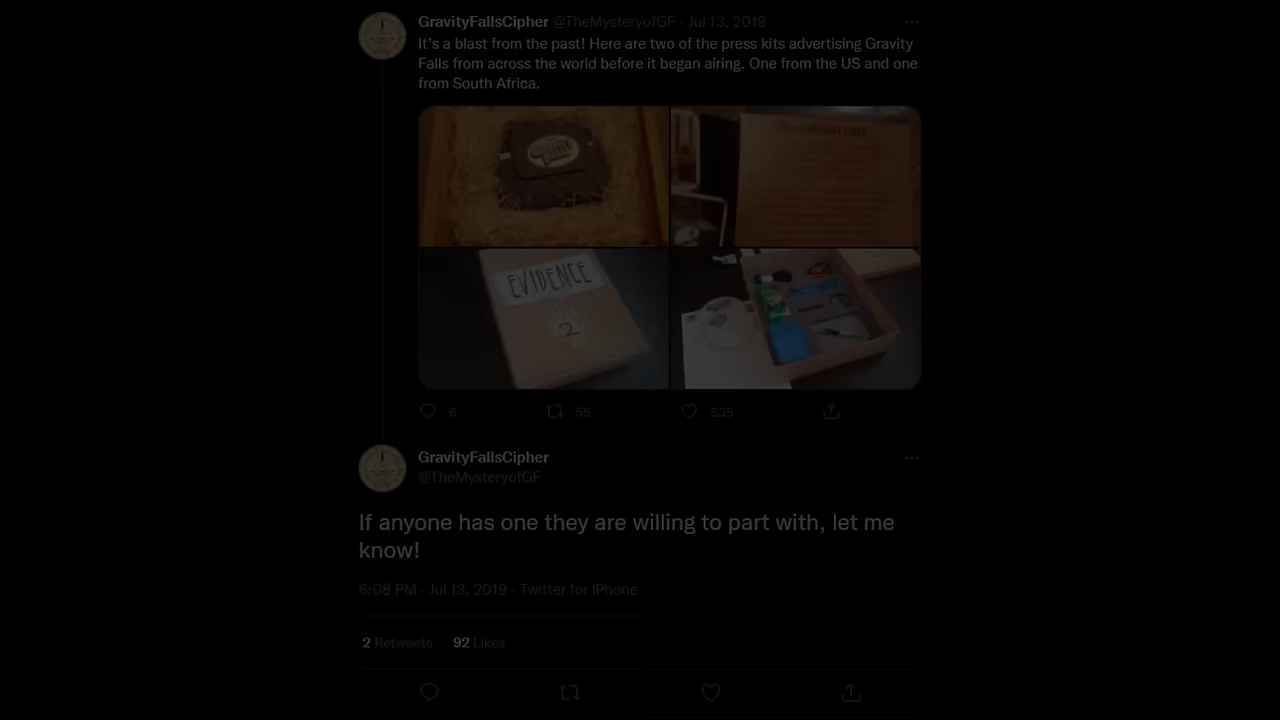 GravityFallsCipher @TheMysteryofGF · Jul 13, 2019
It's a blast from the past! Here are two of the press kits advertising Gravity
Falls from across the world before it began airing. One from the US and one
from South Africa.
EVIDENCE
2
6 55 535
GravityFallsCipher
@TheMysteryofGF
If anyone has one they are willing to part with, let me
know!
6:08 PM · Jul 13, 2019 · Twitter for iPhone
2 Retweets 92 Likes